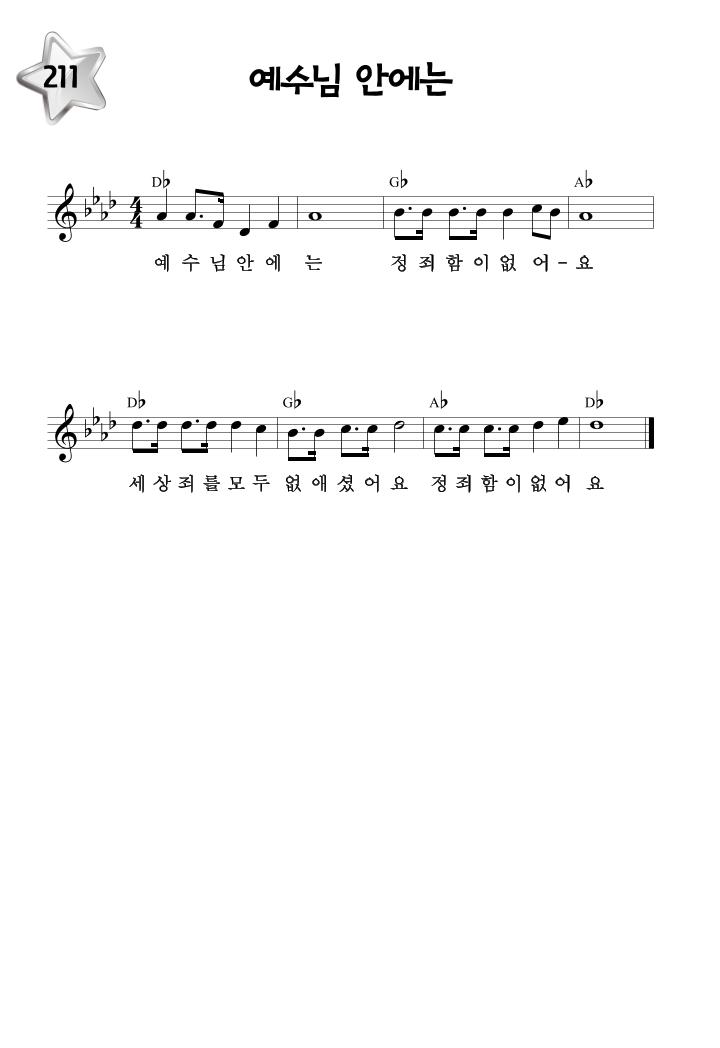 211
예수님 안에는
D♭ G♭ A♭
4/4
예 수 님 안 에 는 정 죄 함 이 없 어 - 요
D♭ G♭ A♭ D♭
세 상 죄 를 모 두 없 애 셨 어 요 정 죄 함 이 없 어 요